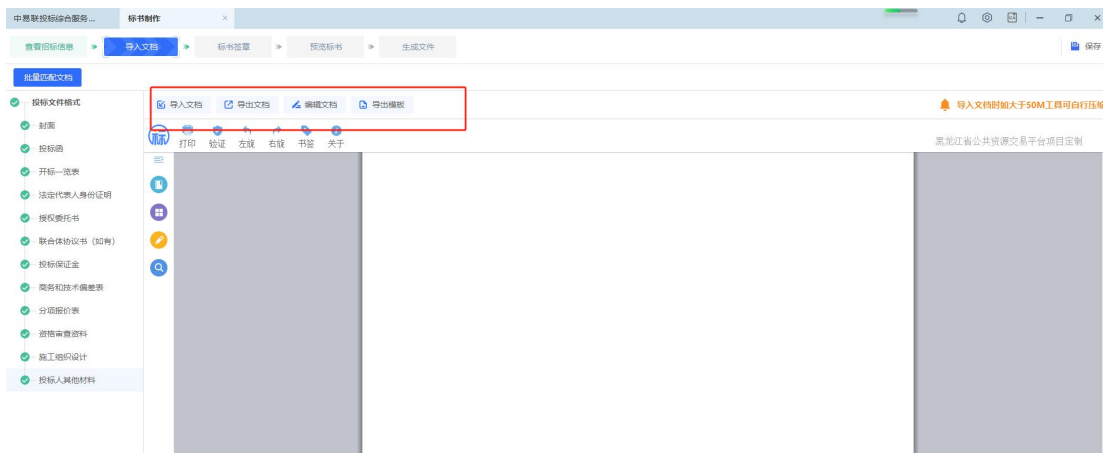 中易联投标综合服务... 标书制作 ×
查看招标信息 导入文档 标书签章 预览标书 生成文件 保存
批量匹配文档
投标文件格式
导入文档 导出文档 编辑文档 导出模板
导入文档时如大于50M工具可自行压缩
封面
标 打印 验证 左旋 右旋 书签 关于
黑龙江省公共资源交易平台项目定制
投标函
开标一览表
法定代表人身份证明
授权委托书
联合体协议书(如有)
投标保证金
商务和技术偏差表
分项报价表
资格审查资料
施工组织设计
投标人其他材料